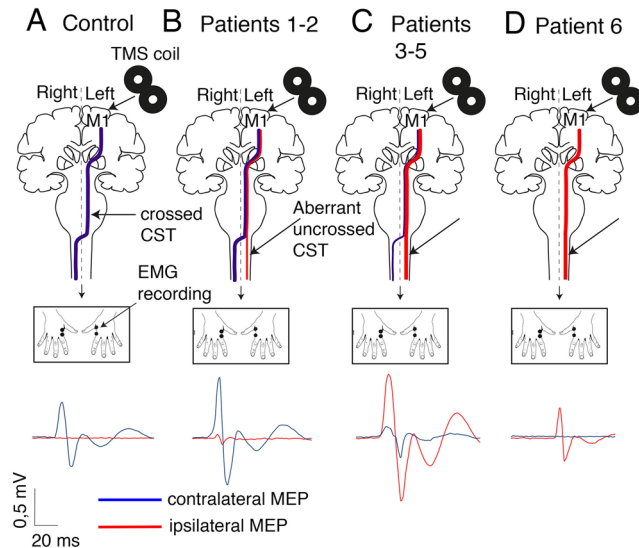 A Control
B Patients 1-2
C Patients
3-5
D Patient 6
TMS coil
Right Left
M1
Right Left
M1
Right Left
M1
Right Left
M1
crossed
CST
Aberrant
uncrossed
CST
EMG
recording
0,5 mV
20 ms
contralateral MEP
ipsilateral MEP